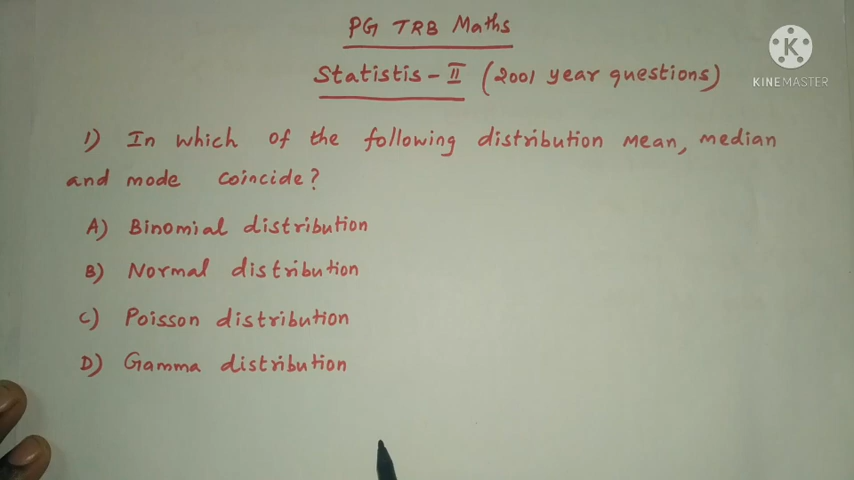 PG TRB Maths
Statistis - II (2001 year questions)
K
KINEMASTER
1) In which of the following distribution mean, median
and mode coincide?
A) Binomial distribution
B) Normal distribution
C) Poisson distribution
D) Gamma distribution